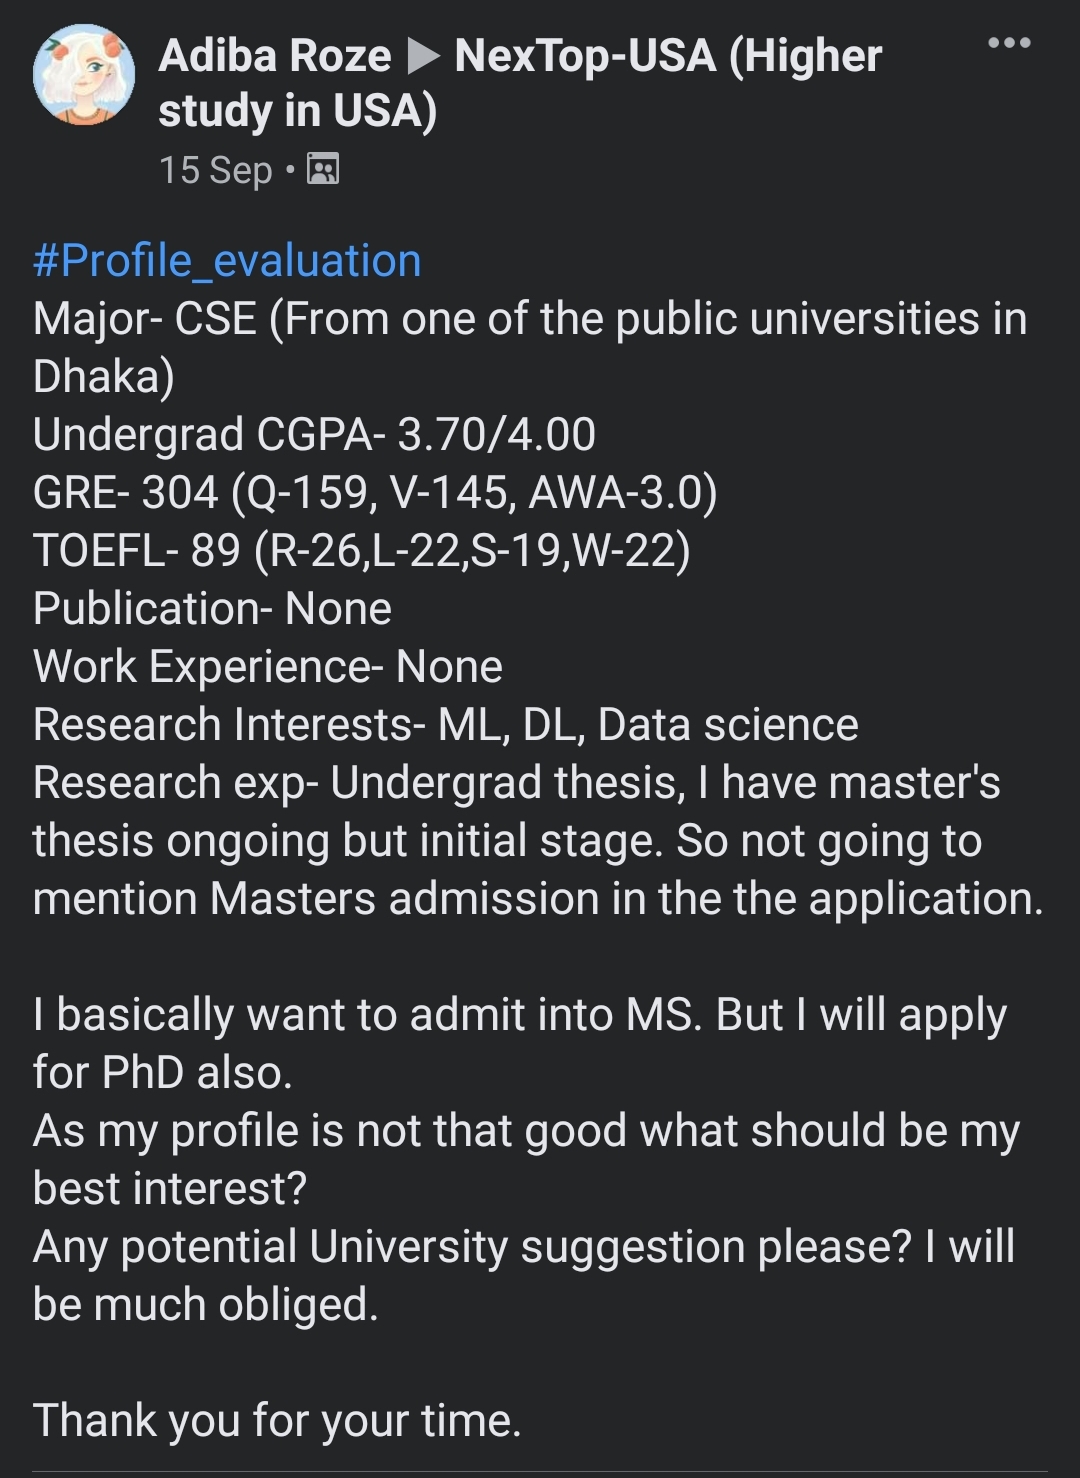 Adiba Roze ▶ NexTop-USA (Higher
study in USA)
15 Sep •
#Profile_evaluation
Major- CSE (From one of the public universities in
Dhaka)
Undergrad CGPA- 3.70/4.00
GRE- 304 (Q-159, V-145, AWA-3.0)
TOEFL- 89 (R-26,L-22,S-19,W-22)
Publication- None
Work Experience- None
Research Interests- ML, DL, Data science
Research exp- Undergrad thesis, I have master's
thesis ongoing but initial stage. So not going to
mention Masters admission in the the application.
I basically want to admit into MS. But I will apply
for PhD also.
As my profile is not that good what should be my
best interest?
Any potential University suggestion please? I will
be much obliged.
Thank you for your time.